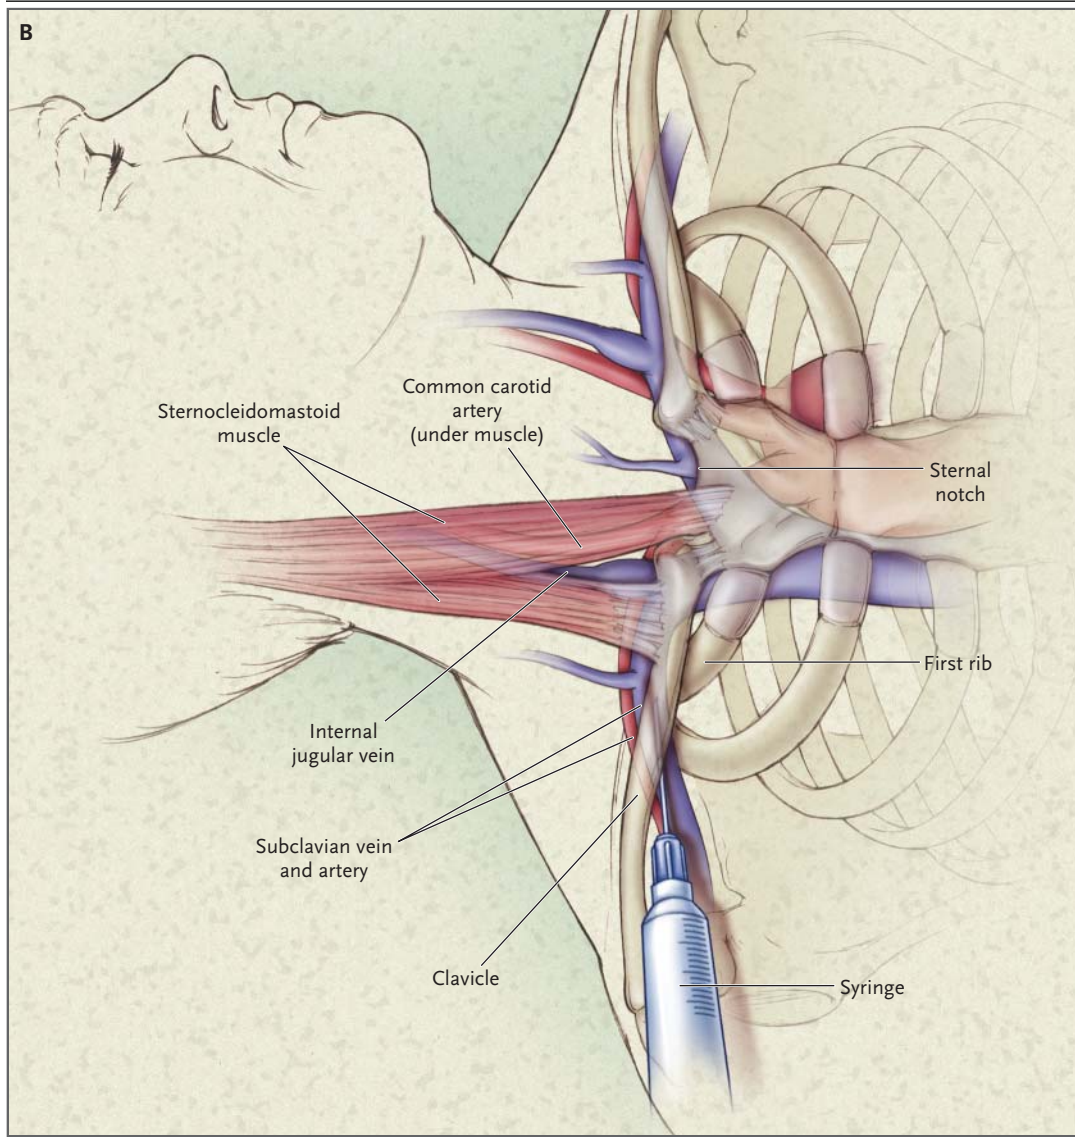 B
Common carotid
artery
(under muscle)
Sternocleidomastoid
muscle
Sternal
notch
First rib
Internal
jugular vein
Subclavian vein
and artery
Clavicle
Syringe